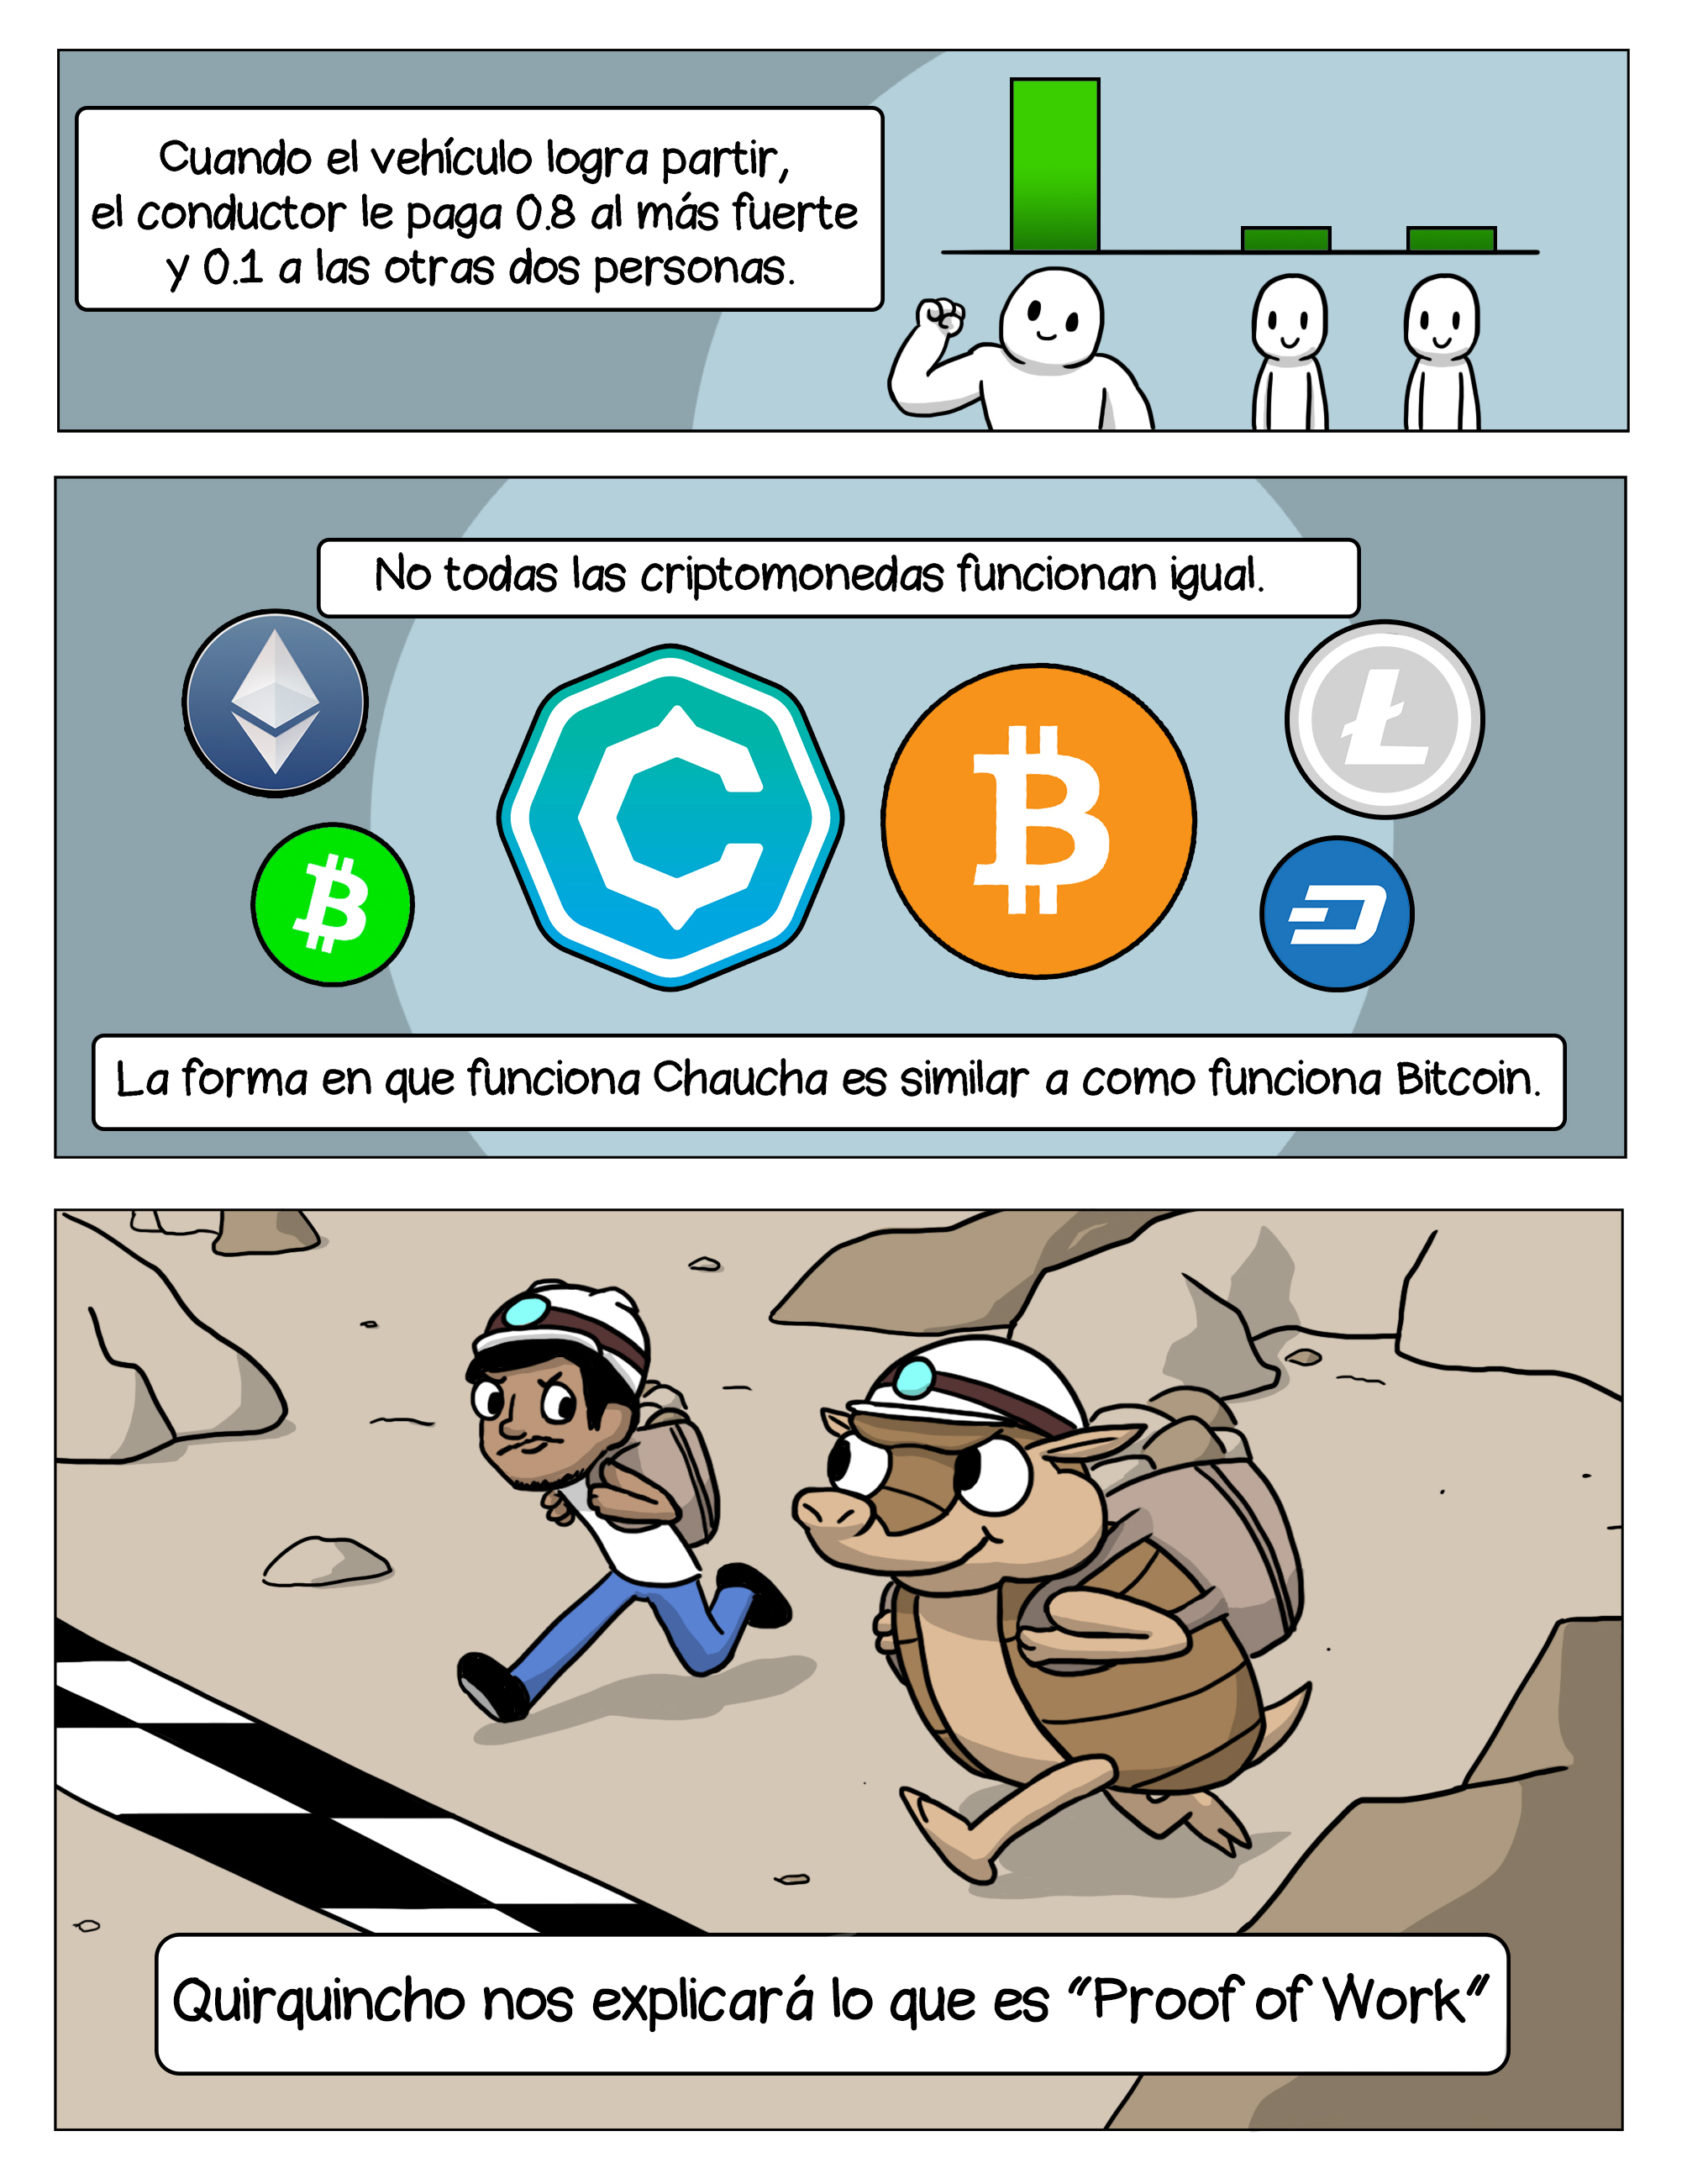 Cuando el vehículo logra partir,
el conductor le paga 0.8 al más fuerte
y 0.1 a las otras dos personas.
No todas las criptomonedas funcionan igual.
La forma en que funciona Chaucha es similar a como funciona Bitcoin.
Quirquincho nos explicará lo que es “Proof of Work”